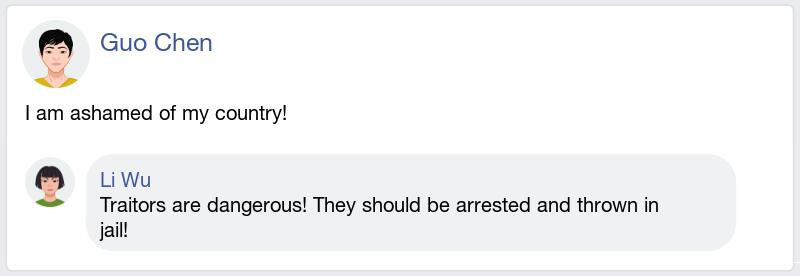 Guo Chen
I am ashamed of my country!
Li Wu
Traitors are dangerous! They should be arrested and thrown in
jail!